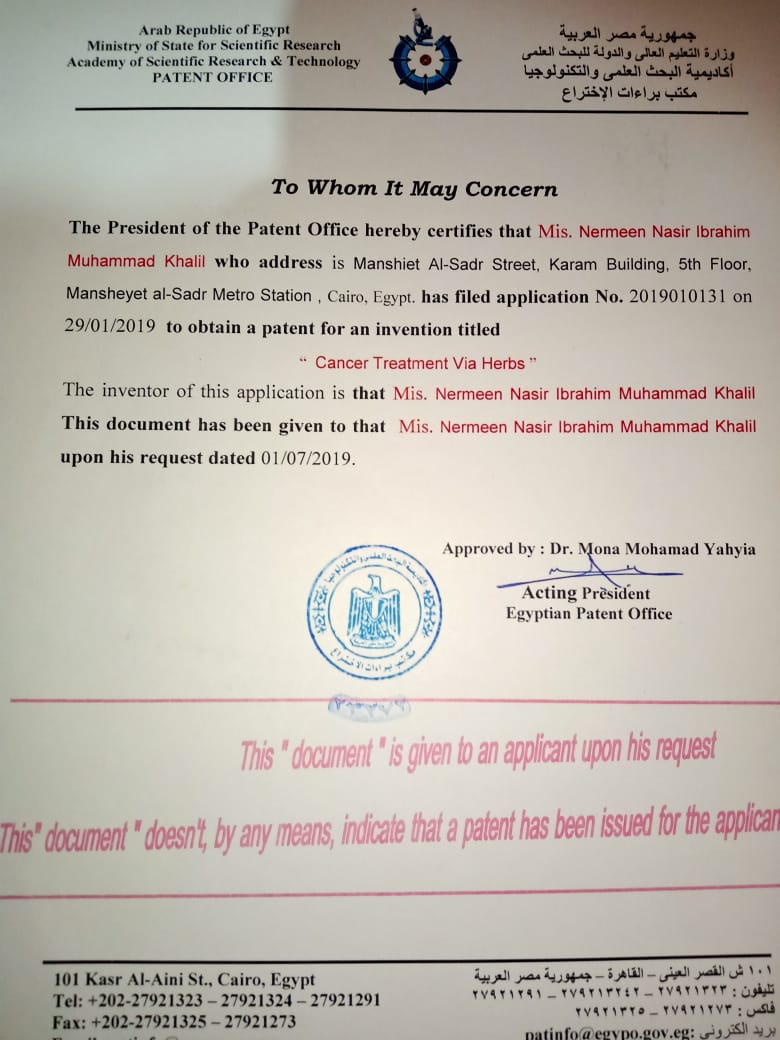 Arab Republic of Egypt
Ministry of State for Scientific Research
Academy of Scientific Research & Technology
PATENT OFFICE
جمهورية مصر العربية
وزارة التعليم العالى والدولة للبحث العلمى
أكاديمية البحث العلمى والتكنولوجيا
مكتب براءات الإختراع
To Whom It May Concern
The President of the Patent Office hereby certifies that Mis. Nermeen Nasir Ibrahim
Muhammad Khalil who address is Manshiet Al-Sadr Street, Karam Building, 5th Floor,
Mansheyet al-Sadr Metro Station , Cairo, Egypt. has filed application No. 2019010131 on
29/01/2019 to obtain a patent for an invention titled
“ Cancer Treatment Via Herbs ”
The inventor of this application is that Mis. Nermeen Nasir Ibrahim Muhammad Khalil
This document has been given to that Mis. Nermeen Nasir Ibrahim Muhammad Khalil
upon his request dated 01/07/2019.
Approved by : Dr. Mona Mohamad Yahyia
Acting President
Egyptian Patent Office
أكاديمية البحث العلمى والتكنولوجيا
مكتب براءات الاختراع
This " document " is given to an applicant upon his request
This" document " doesn't, by any means, indicate that a patent has been issued for the applican
101 Kasr Al-Aini St., Cairo, Egypt
Tel: +202-27921323 – 27921324 – 27921291
Fax: +202-27921325 – 27921273
١٠١ ش القصر العينى – القاهرة – جمهورية مصر العربية
تليفون : ٢٧٩٢١٣٢٣ – ٢٧٩٢١٣٢٤٢ – ٢٧٩٢١٢٩١
فاكس : ٢٧٩٢١٢٧٣ – ٢٧٩٢١٣٢٥
بريد الكترونى :patinfo@egypo.gov.eg